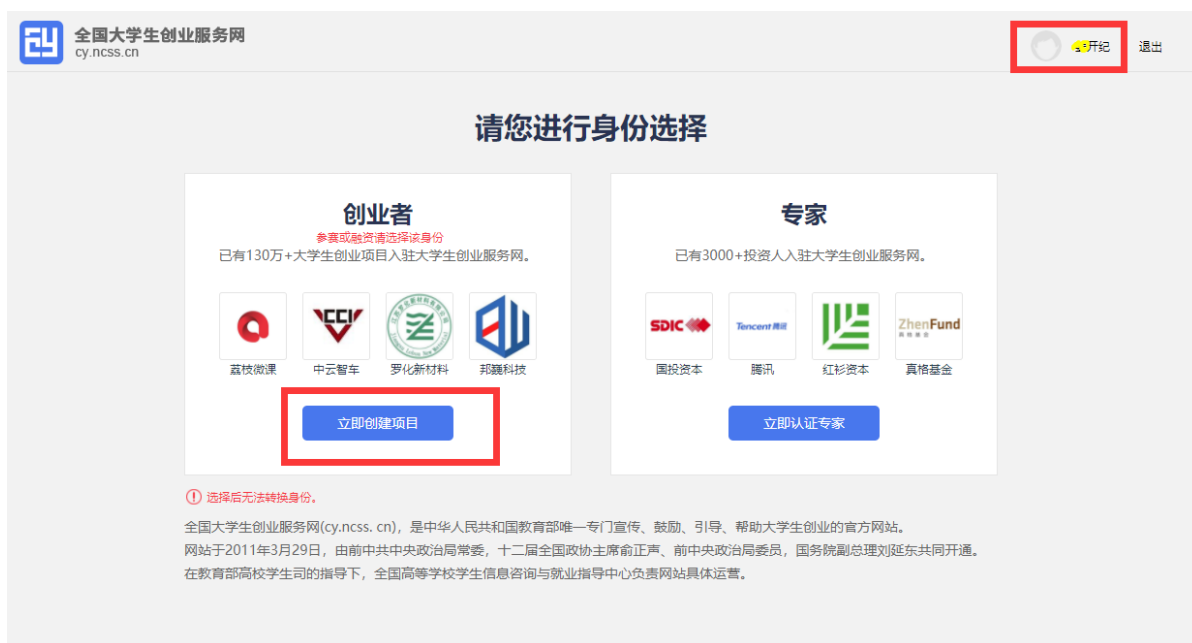 全国大学生创业服务网
cy.ncss.cn
开纪 退出
请您进行身份选择
创业者
参赛或融资请选择该身份
已有130万+大学生创业项目入驻大学生创业服务网。
荔枝微课 中云智车 罗化新材料 邦巍科技
立即创建项目
专家
已有3000+投资人入驻大学生创业服务网。
SDIC Tencent 腾讯 ZhenFund
真格基金
国投资本 腾讯 红衫资本 真格基金
立即认证专家
选择后无法转换身份。
全国大学生创业服务网(cy.ncss. cn)，是中华人民共和国教育部唯一专门宣传、鼓励、引导、帮助大学生创业的官方网站。
网站于2011年3月29日，由前中共中央政治局常委，十二届全国政协主席俞正声、前中央政治局委员，国务院副总理刘延东共同开通。
在教育部高校学生司的指导下，全国高等学校学生信息咨询与就业指导中心负责网站具体运营。